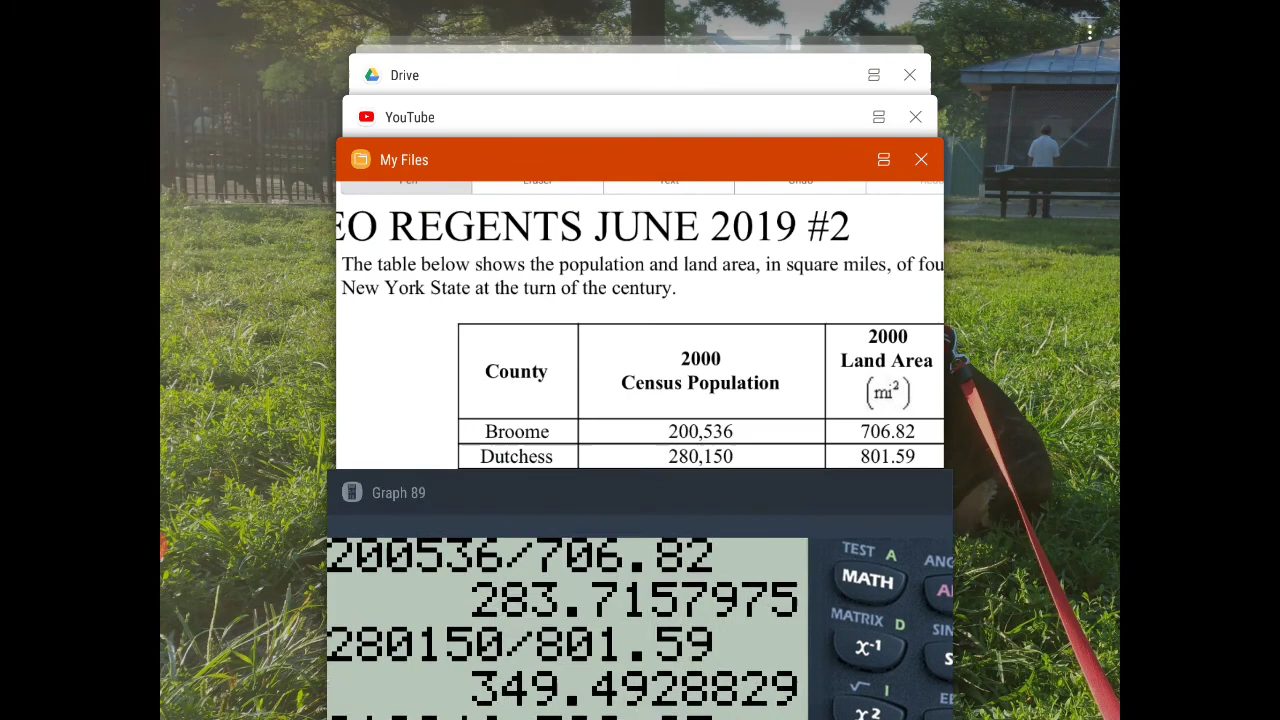 Drive
YouTube
My Files
EO REGENTS JUNE 2019 #2
The table below shows the population and land area, in square miles, of fou
New York State at the turn of the century.
County
2000
Census Population
2000
Land Area
(mi²)
Broome 200,536 706.82
Dutchess 280,150 801.59
Graph 89
200536/706.82
283.7157975
280150/801.59
349.4928829
TEST A
MATH
MATRIX D
x-1
SIN
√ I
x²
EE